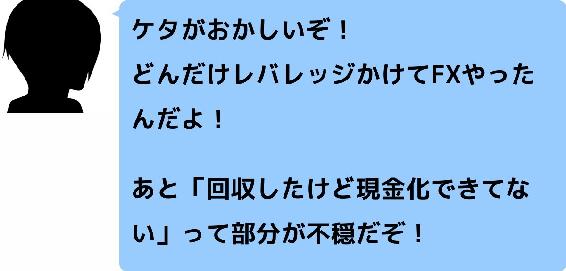 ケタがおかしいぞ！
どんだけレバレッジかけてFXやった
んだよ！
あと「回収したけど現金化できてな
い」って部分が不穏だぞ！